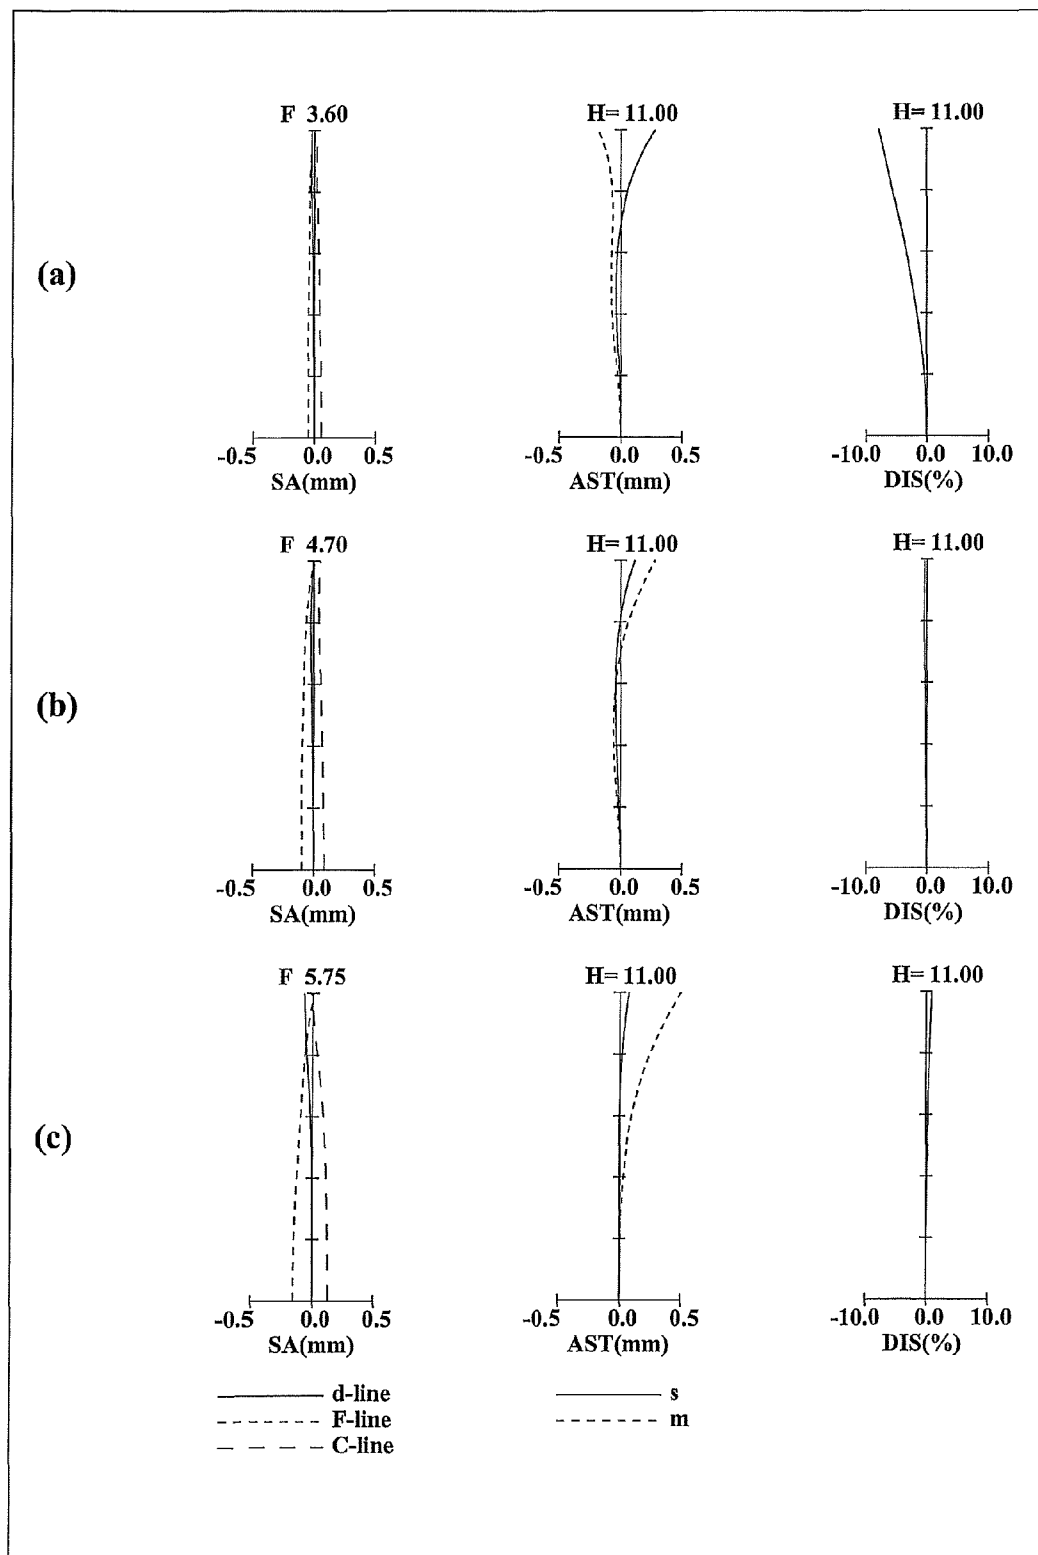 F 3.60 H= 11.00 H= 11.00
(a)
-0.5 0.0 0.5 -0.5 0.0 0.5 -10.0 0.0 10.0
SA(mm) AST(mm) DIS(%)
F 4.70 H= 11.00 H= 11.00
(b)
-0.5 0.0 0.5 -0.5 0.0 0.5 -10.0 0.0 10.0
SA(mm) AST(mm) DIS(%)
F 5.75 H= 11.00 H= 11.00
(c)
-0.5 0.0 0.5 -0.5 0.0 0.5 -10.0 0.0 10.0
SA(mm) AST(mm) DIS(%)
d-line s
F-line m
C-line